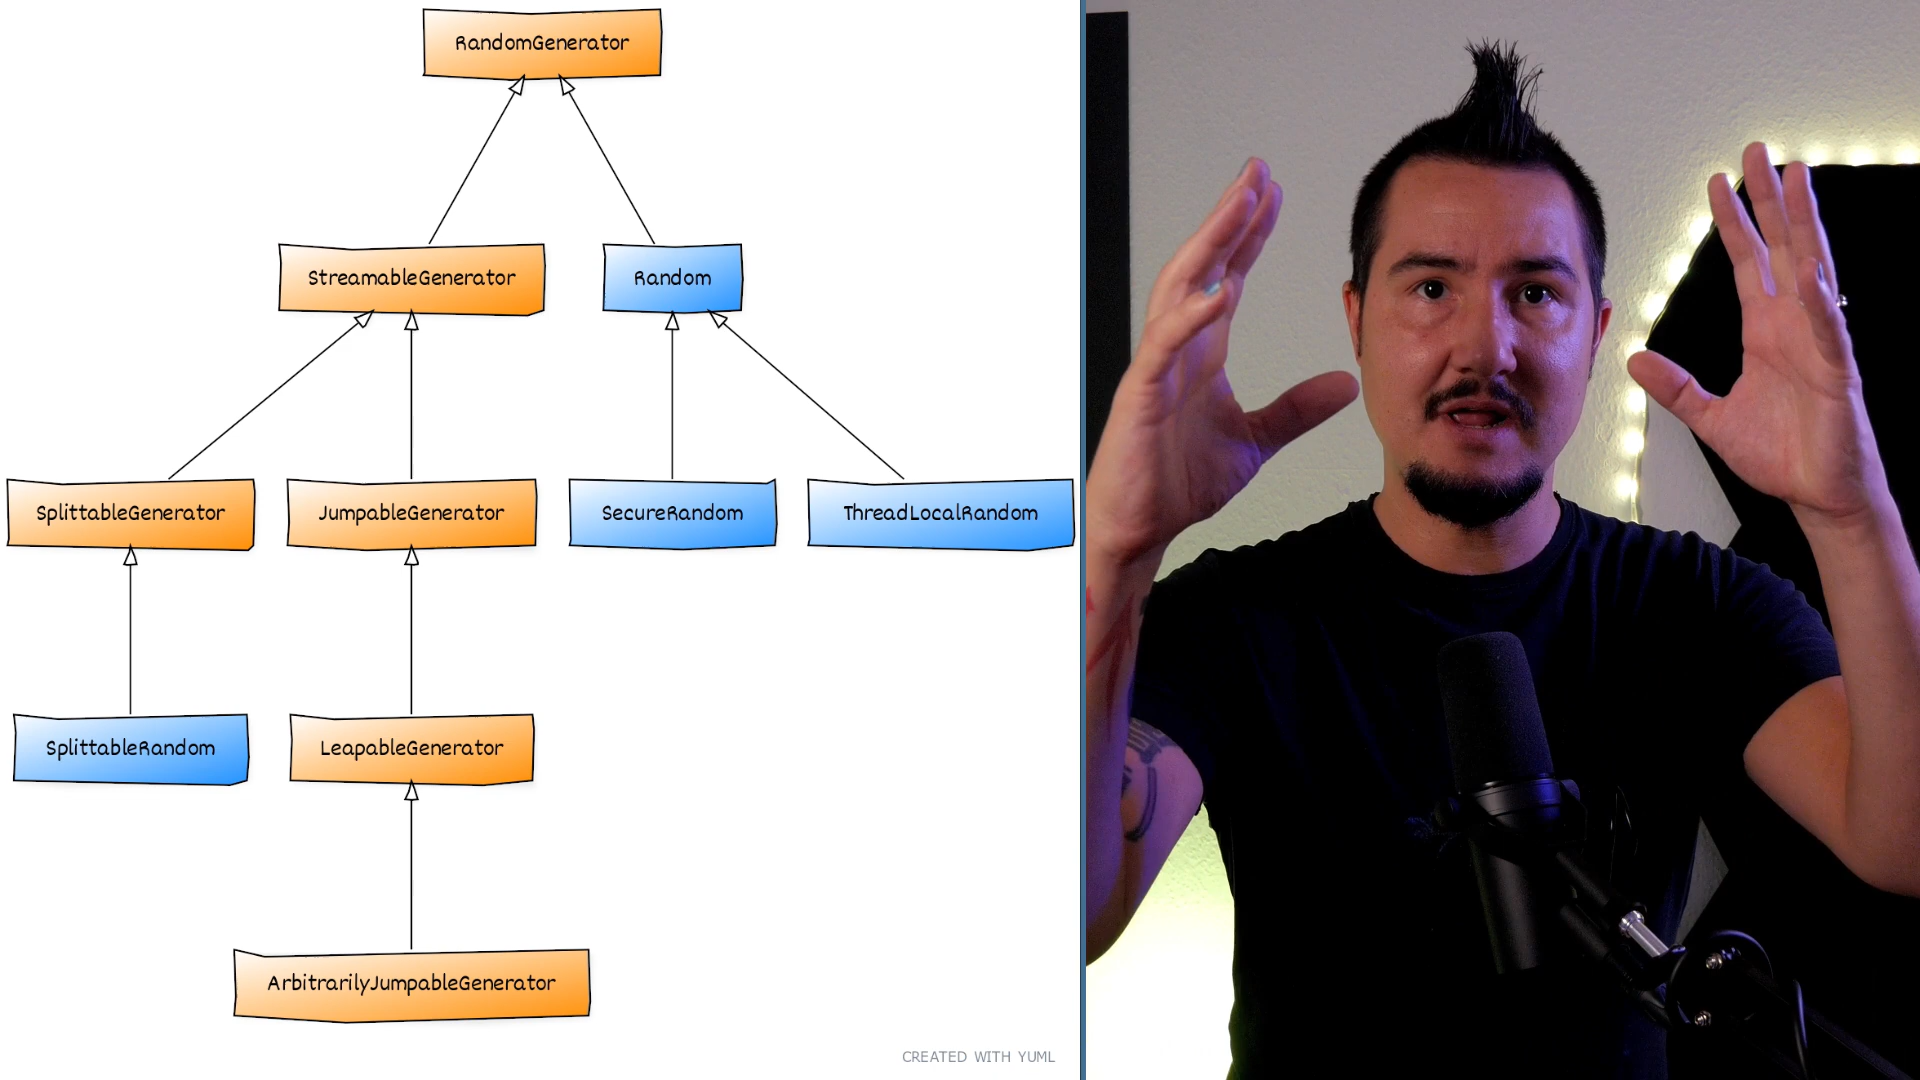 RandomGenerator
StreamableGenerator
Random
SplittableGenerator
JumpableGenerator
SecureRandom
ThreadLocalRandom
SplittableRandom
LeapableGenerator
ArbitrarilyJumpableGenerator
CREATED WITH YUML